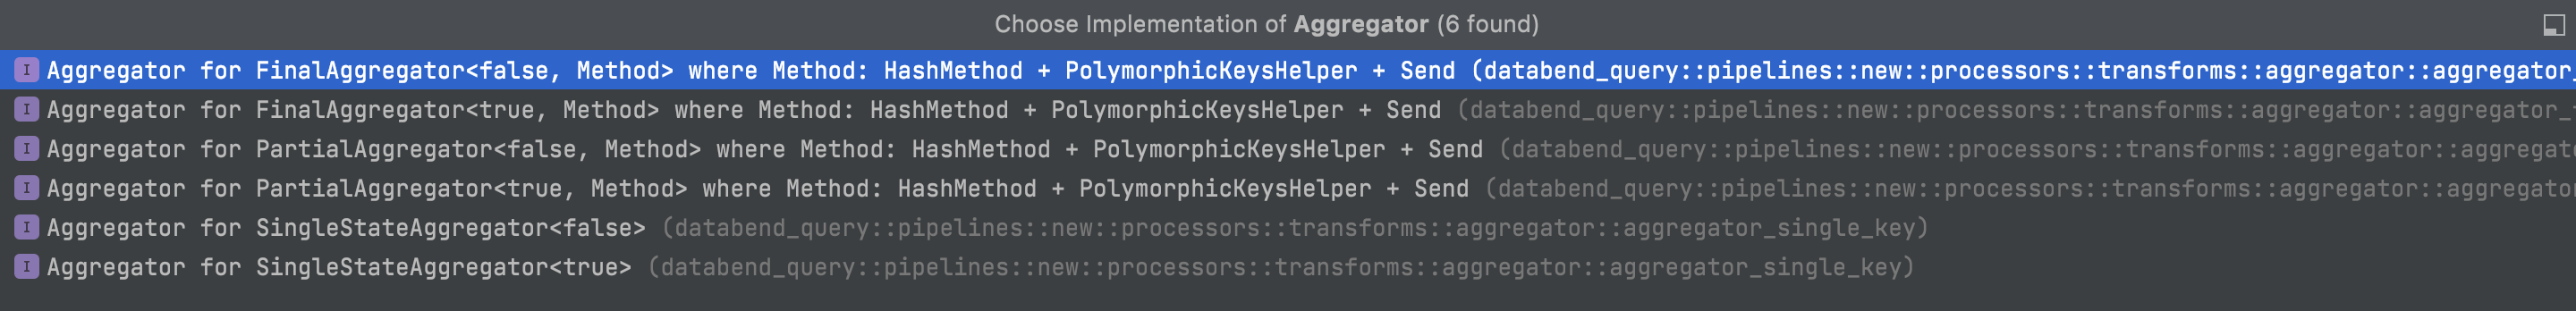 Choose Implementation of Aggregator (6 found)
I Aggregator for FinalAggregator<false, Method> where Method: HashMethod + PolymorphicKeysHelper + Send (databend_query::pipelines::new::processors::transforms::aggregator::aggregator_
I Aggregator for FinalAggregator<true, Method> where Method: HashMethod + PolymorphicKeysHelper + Send (databend_query::pipelines::new::processors::transforms::aggregator::aggregator_
I Aggregator for PartialAggregator<false, Method> where Method: HashMethod + PolymorphicKeysHelper + Send (databend_query::pipelines::new::processors::transforms::aggregator::aggregat
I Aggregator for PartialAggregator<true, Method> where Method: HashMethod + PolymorphicKeysHelper + Send (databend_query::pipelines::new::processors::transforms::aggregator::aggregato
I Aggregator for SingleStateAggregator<false> (databend_query::pipelines::new::processors::transforms::aggregator::aggregator_single_key)
I Aggregator for SingleStateAggregator<true> (databend_query::pipelines::new::processors::transforms::aggregator::aggregator_single_key)